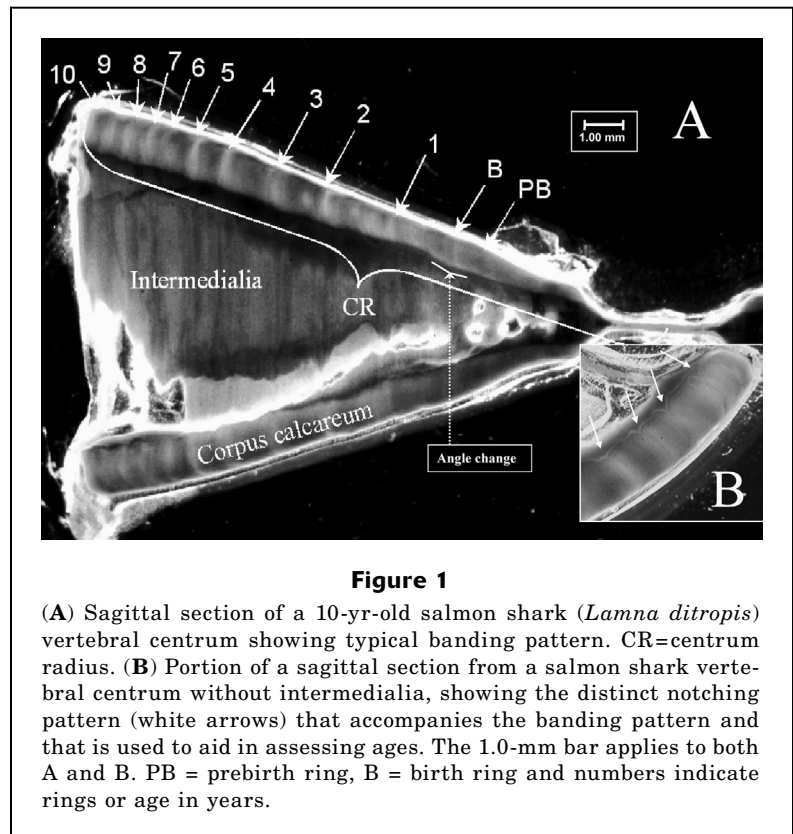 10 9 8 7 6 5 4 3 2 1 B PB
1.00 mm
A
Intermedialia
CR
Corpus calcareum
Angle change
B
Figure 1
(A) Sagittal section of a 10-yr-old salmon shark (Lamna ditropis)
vertebral centrum showing typical banding pattern. CR=centrum
radius. (B) Portion of a sagittal section from a salmon shark verte-
bral centrum without intermedialia, showing the distinct notching
pattern (white arrows) that accompanies the banding pattern and
that is used to aid in assessing ages. The 1.0-mm bar applies to both
A and B. PB = prebirth ring, B = birth ring and numbers indicate
rings or age in years.